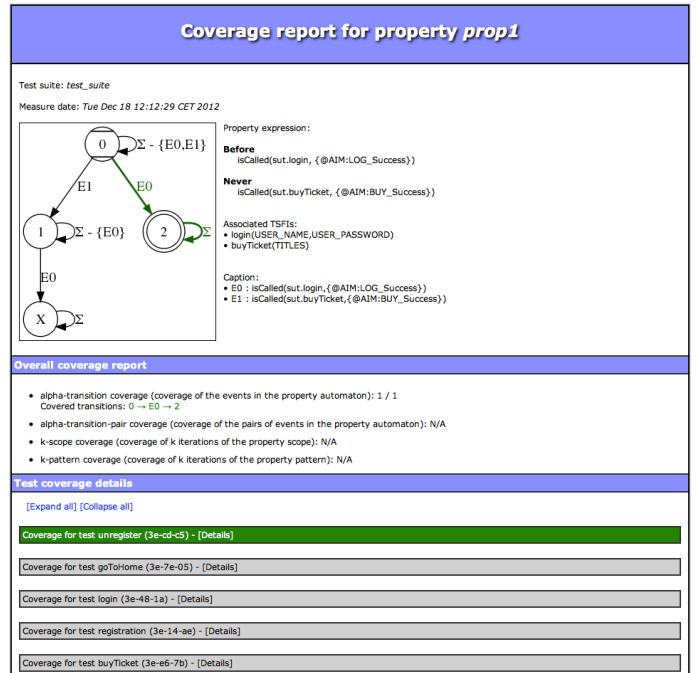 Coverage report for property prop1
Test suite: test_suite
Measure date: Tue Dec 18 12:12:29 CET 2012
0
Σ - {E0,E1}
E1
E0
1
Σ - {E0}
2
Σ
E0
X
Σ
Property expression:
Before
isCalled(sut.login, {@AIM:LOG_Success})
Never
isCalled(sut.buyTicket, {@AIM:BUY_Success})
Associated TSFIs:
• login(USER_NAME,USER_PASSWORD)
• buyTicket(TITLES)
Caption:
• E0 : isCalled(sut.login,{@AIM:LOG_Success})
• E1 : isCalled(sut.buyTicket,{@AIM:BUY_Success})
Overall coverage report
• alpha-transition coverage (coverage of the events in the property automaton): 1 / 1
Covered transitions: 0 → E0 → 2
• alpha-transition-pair coverage (coverage of the pairs of events in the property automaton): N/A
• k-scope coverage (coverage of k iterations of the property scope): N/A
• k-pattern coverage (coverage of k iterations of the property pattern): N/A
Test coverage details
[Expand all] [Collapse all]
Coverage for test unregister (3e-cd-c5) - [Details]
Coverage for test goToHome (3e-7e-05) - [Details]
Coverage for test login (3e-48-1a) - [Details]
Coverage for test registration (3e-14-ae) - [Details]
Coverage for test buyTicket (3e-e6-7b) - [Details]